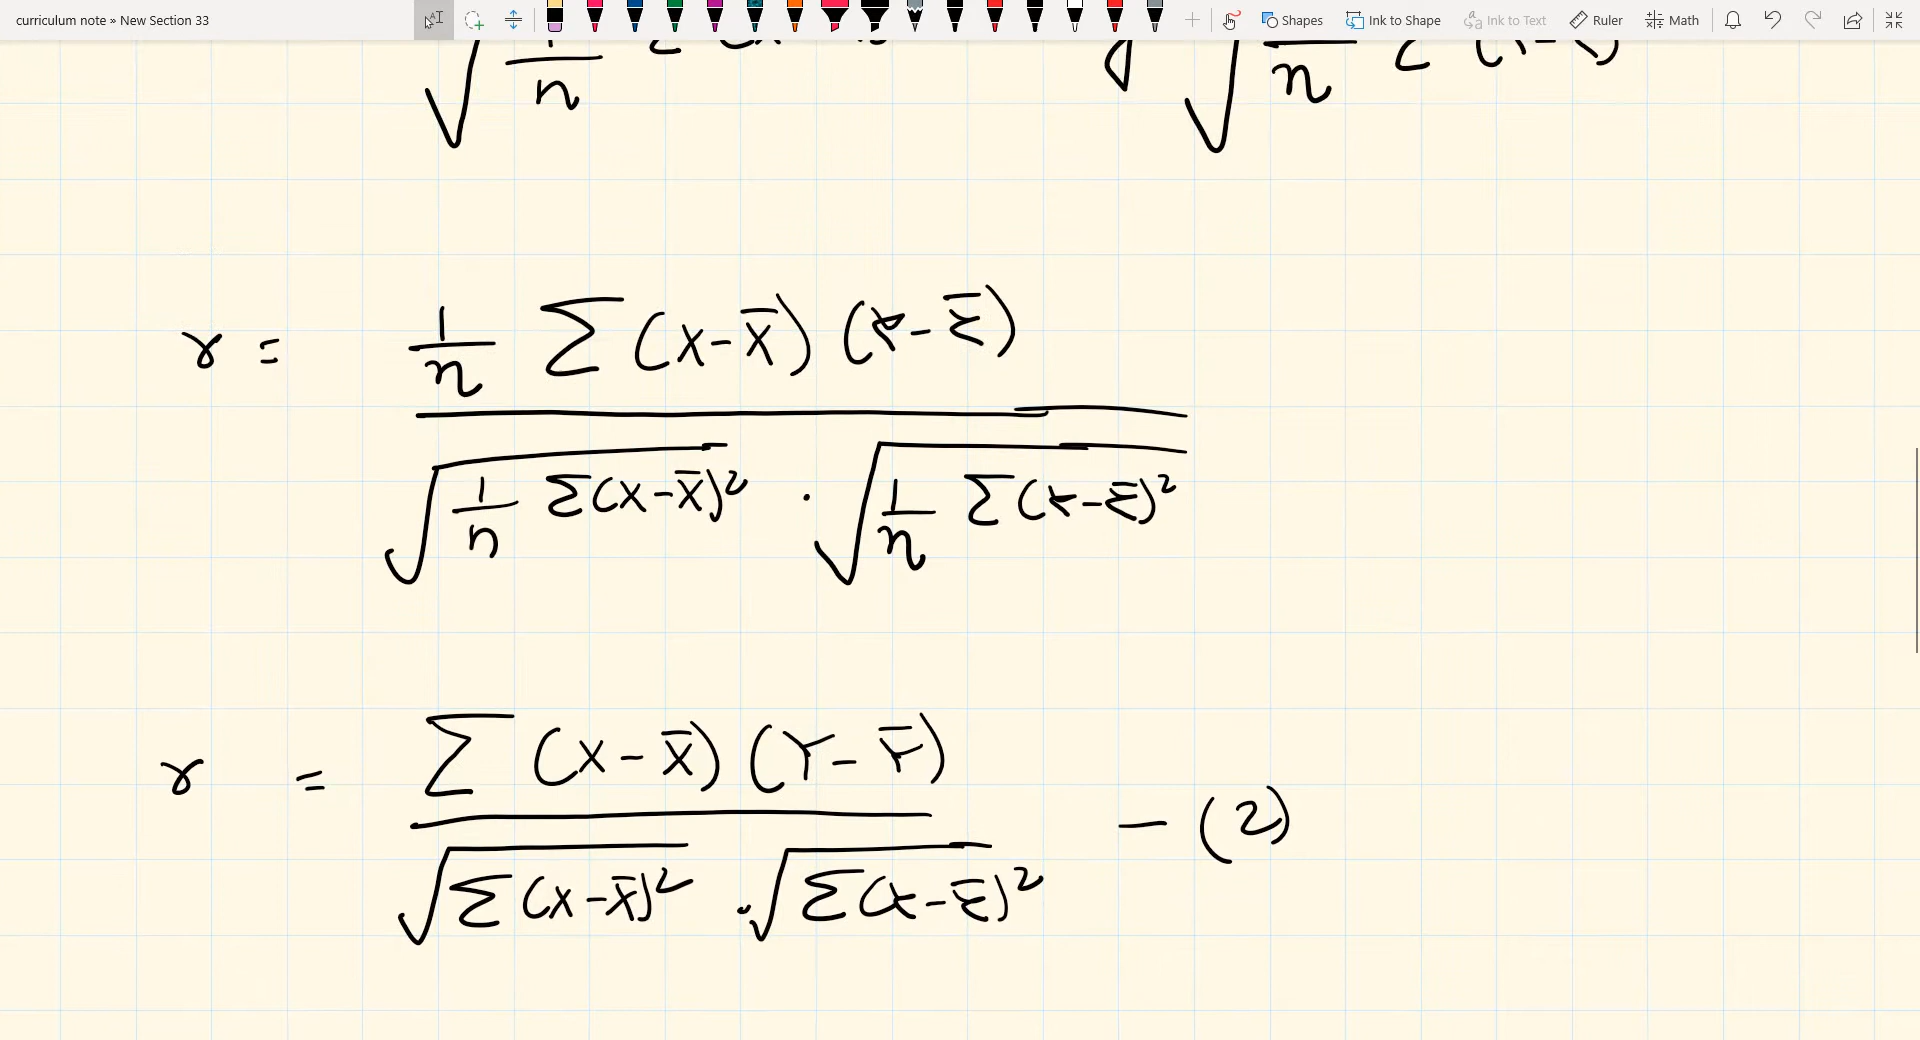 curriculum note » New Section 33 Shapes Ink to Shape Ink to Text Ruler Math
r = 1/n Σ (X - X̄) (Y - Ȳ) / √(1/n Σ(X - X̄)²) · √(1/n Σ(Y - Ȳ)²)
r = Σ (X - X̄) (Y - Ȳ) / √(Σ (X - X̄)²) · √(Σ (Y - Ȳ)²) — (2)